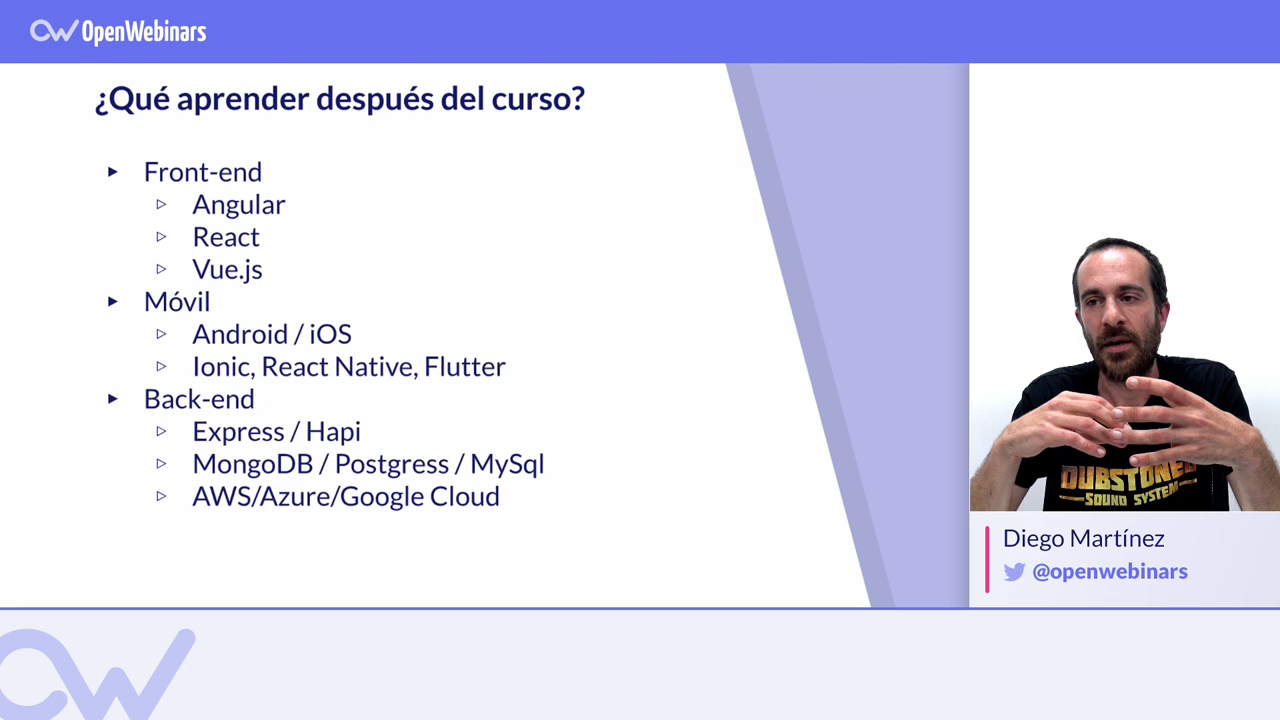 OpenWebinars
¿Qué aprender después del curso?
Front-end
Angular
React
Vue.js
Móvil
Android / iOS
Ionic, React Native, Flutter
Back-end
Express / Hapi
MongoDB / Postgress / MySql
AWS/Azure/Google Cloud
DUBSTONED
SOUND SYSTEM
Diego Martínez
@openwebinars